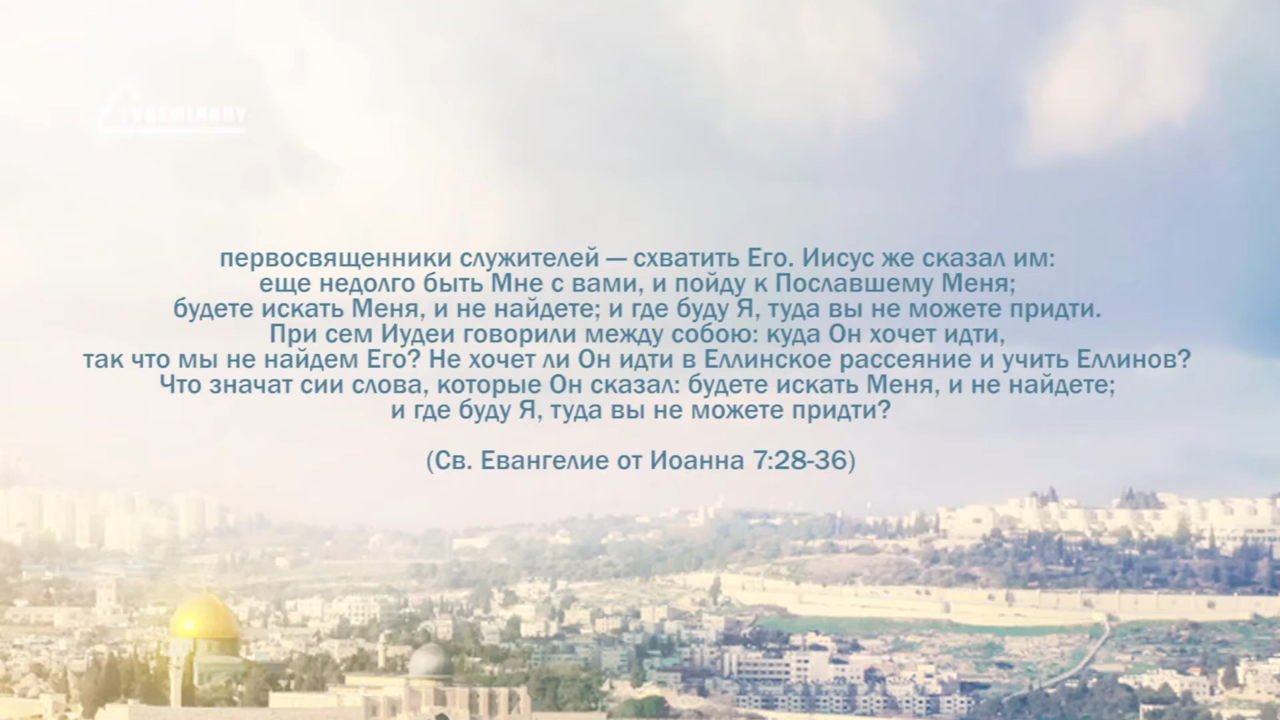 первосвященники служителей — схватить Его. Иисус же сказал им:
еще недолго быть Мне с вами, и пойду к Пославшему Меня;
будете искать Меня, и не найдете; и где буду Я, туда вы не можете придти.
При сем Иудеи говорили между собою: куда Он хочет идти,
так что мы не найдем Его? Не хочет ли Он идти в Еллинское рассеяние и учить Еллинов?
Что значат сии слова, которые Он сказал: будете искать Меня, и не найдете;
и где буду Я, туда вы не можете придти?
(Св. Евангелие от Иоанна 7:28-36)